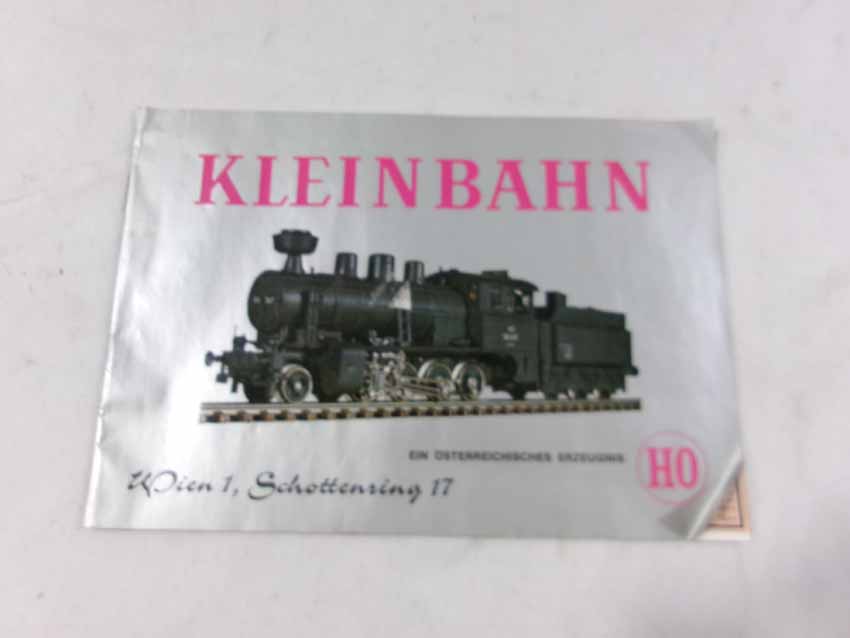 KLEINBAHN
EIN ÖSTERREICHISCHES ERZEUGNIS
HO
Wien 1, Schottenring 17